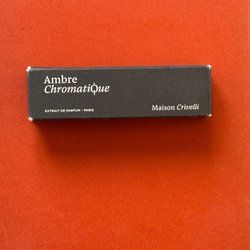 Ambre
ChromatiQue
EXTRAIT DE PARFUM - PARIS
Maison Crivelli